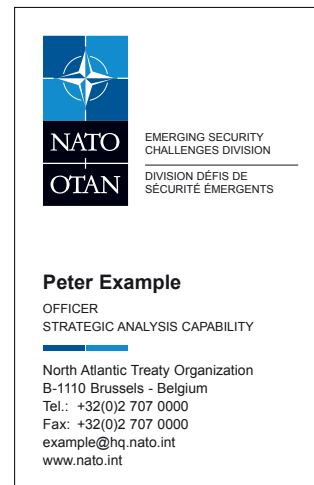 NATO
OTAN
EMERGING SECURITY
CHALLENGES DIVISION
DIVISION DÉFIS DE
SÉCURITÉ ÉMERGENTS
Peter Example
OFFICER
STRATEGIC ANALYSIS CAPABILITY
North Atlantic Treaty Organization
B-1110 Brussels - Belgium
Tel.: +32(0)2 707 0000
Fax: +32(0)2 707 0000
example@hq.nato.int
www.nato.int